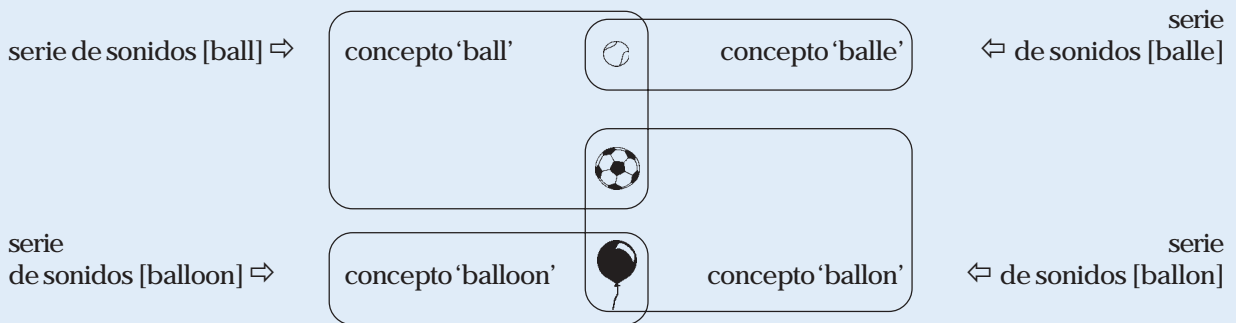 serie de sonidos [ball] ⇨
concepto ‘ball’
concepto ‘balle’
serie
⇦ de sonidos [balle]
serie
de sonidos [balloon] ⇨
concepto ‘balloon’
concepto ‘ballon’
serie
⇦ de sonidos [ballon]